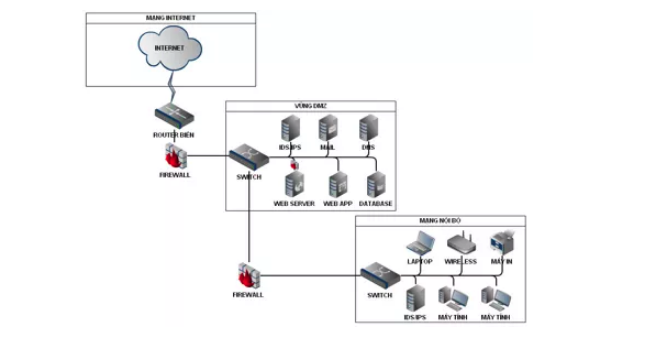 MẠNG INTERNET
INTERNET
ROUTER BIÊN
FIREWALL
VÙNG DMZ
IDS/IPS
MAIL
DNS
SWITCH
WEB SERVER
WEB APP
DATABASE
FIREWALL
MẠNG NỘI BỘ
LAPTOP
WIRELESS
MÁY IN
SWITCH
IDS/IPS
MÁY TÍNH
MÁY TÍNH